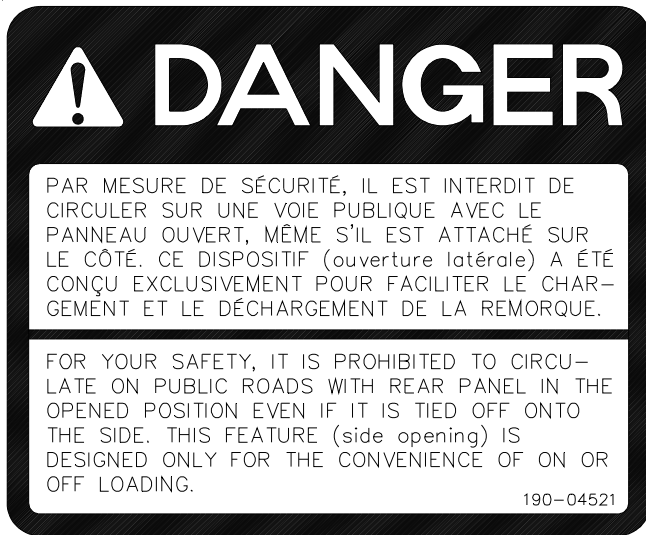 DANGER
PAR MESURE DE SÉCURITÉ, IL EST INTERDIT DE
CIRCULER SUR UNE VOIE PUBLIQUE AVEC LE
PANNEAU OUVERT, MÊME S'IL EST ATTACHÉ SUR
LE CÔTÉ. CE DISPOSITIF (ouverture latérale) A ÉTÉ
CONÇU EXCLUSIVEMENT POUR FACILITER LE CHAR-
GEMENT ET LE DÉCHARGEMENT DE LA REMORQUE.
FOR YOUR SAFETY, IT IS PROHIBITED TO CIRCU-
LATE ON PUBLIC ROADS WITH REAR PANEL IN THE
OPENED POSITION EVEN IF IT IS TIED OFF ONTO
THE SIDE. THIS FEATURE (side opening) IS
DESIGNED ONLY FOR THE CONVENIENCE OF ON OR
OFF LOADING.
190-04521